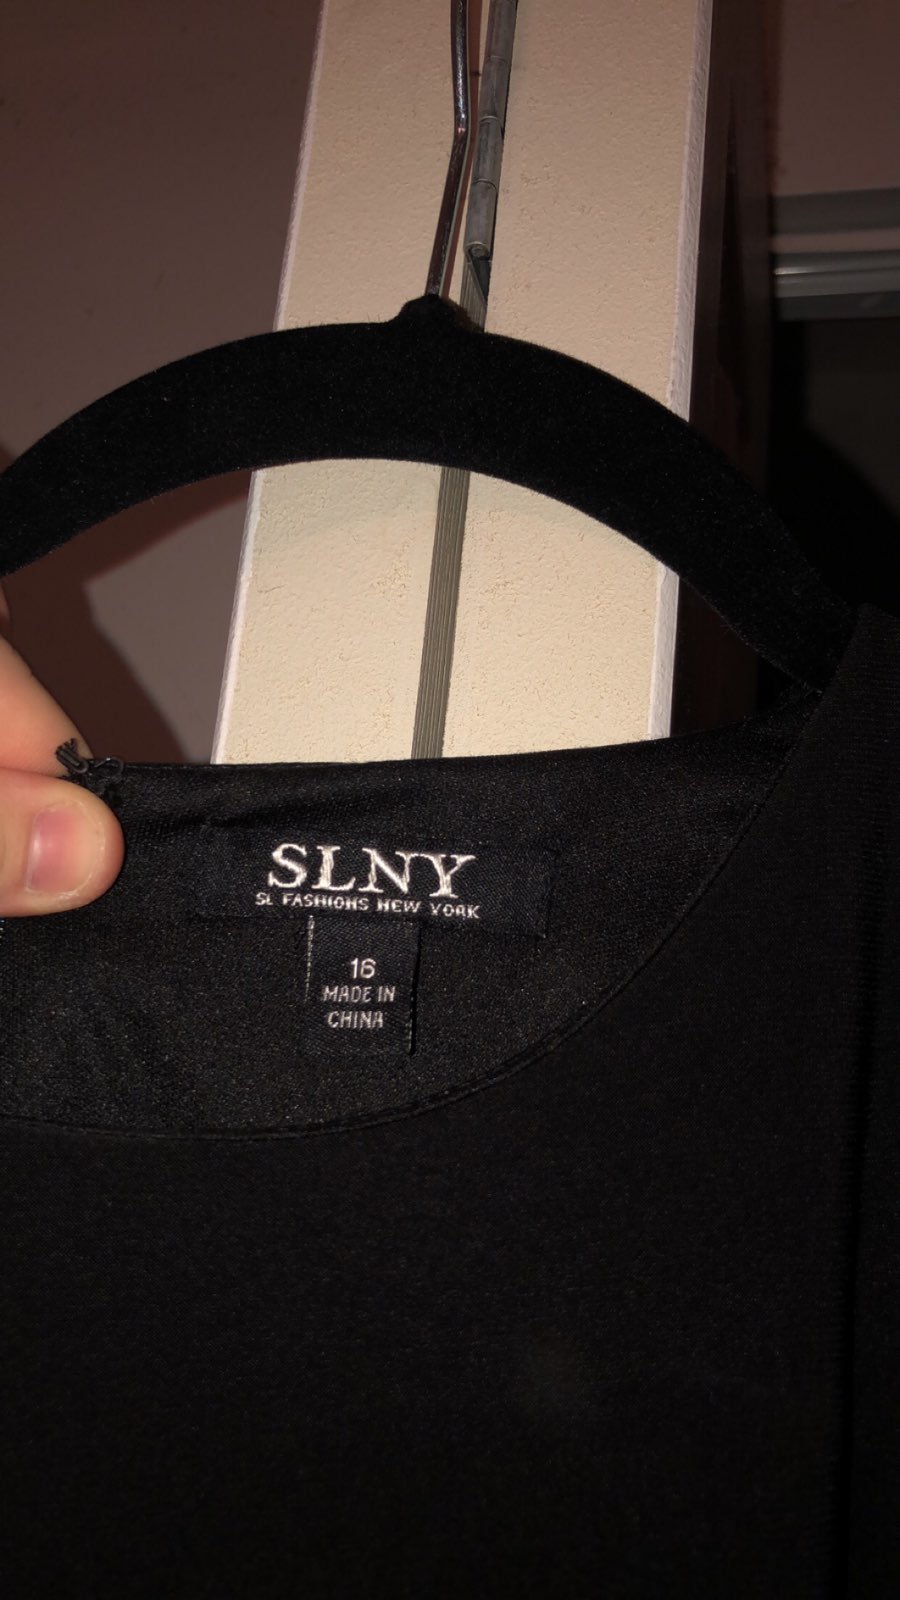 SLNY
SL FASHIONS NEW YORK
16
MADE IN
CHINA